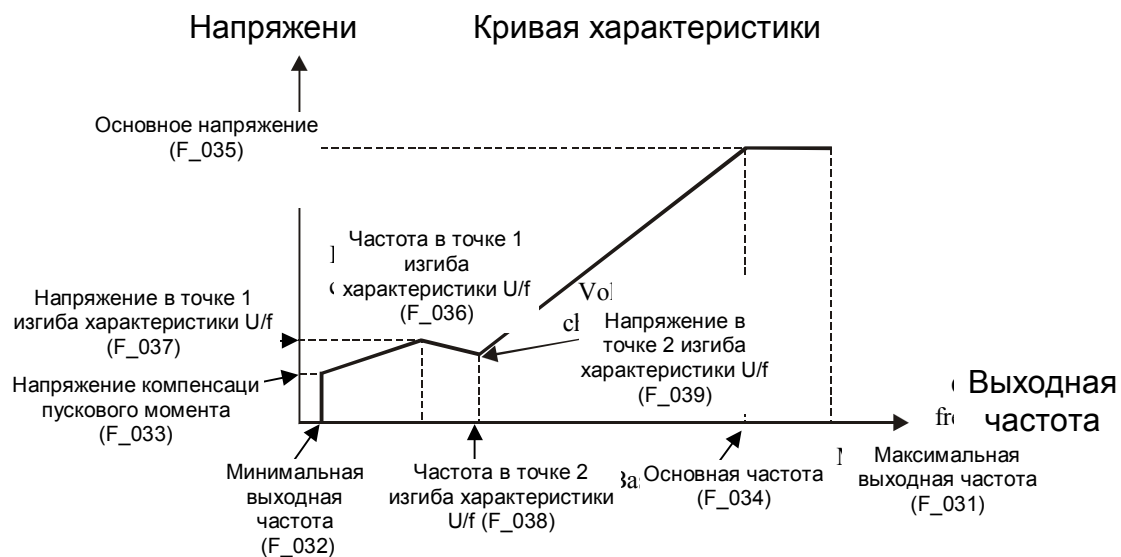 Напряжени
Кривая характеристики
Основное напряжение
(F_035)
Частота в точке 1
изгиба
характеристики U/f
(F_036)
Vol
Напряжение в точке 1
изгиба характеристики U/f
(F_037)
Напряжение в
точке 2 изгиба
характеристики U/f
(F_039)
Напряжение компенсаци
пускового момента
(F_033)
Выходная
частота
Минимальная
выходная
частота
(F_032)
Частота в точке 2
изгиба характеристики
U/f (F_038)
Основная частота
(F_034)
Максимальная
выходная частота
(F_031)